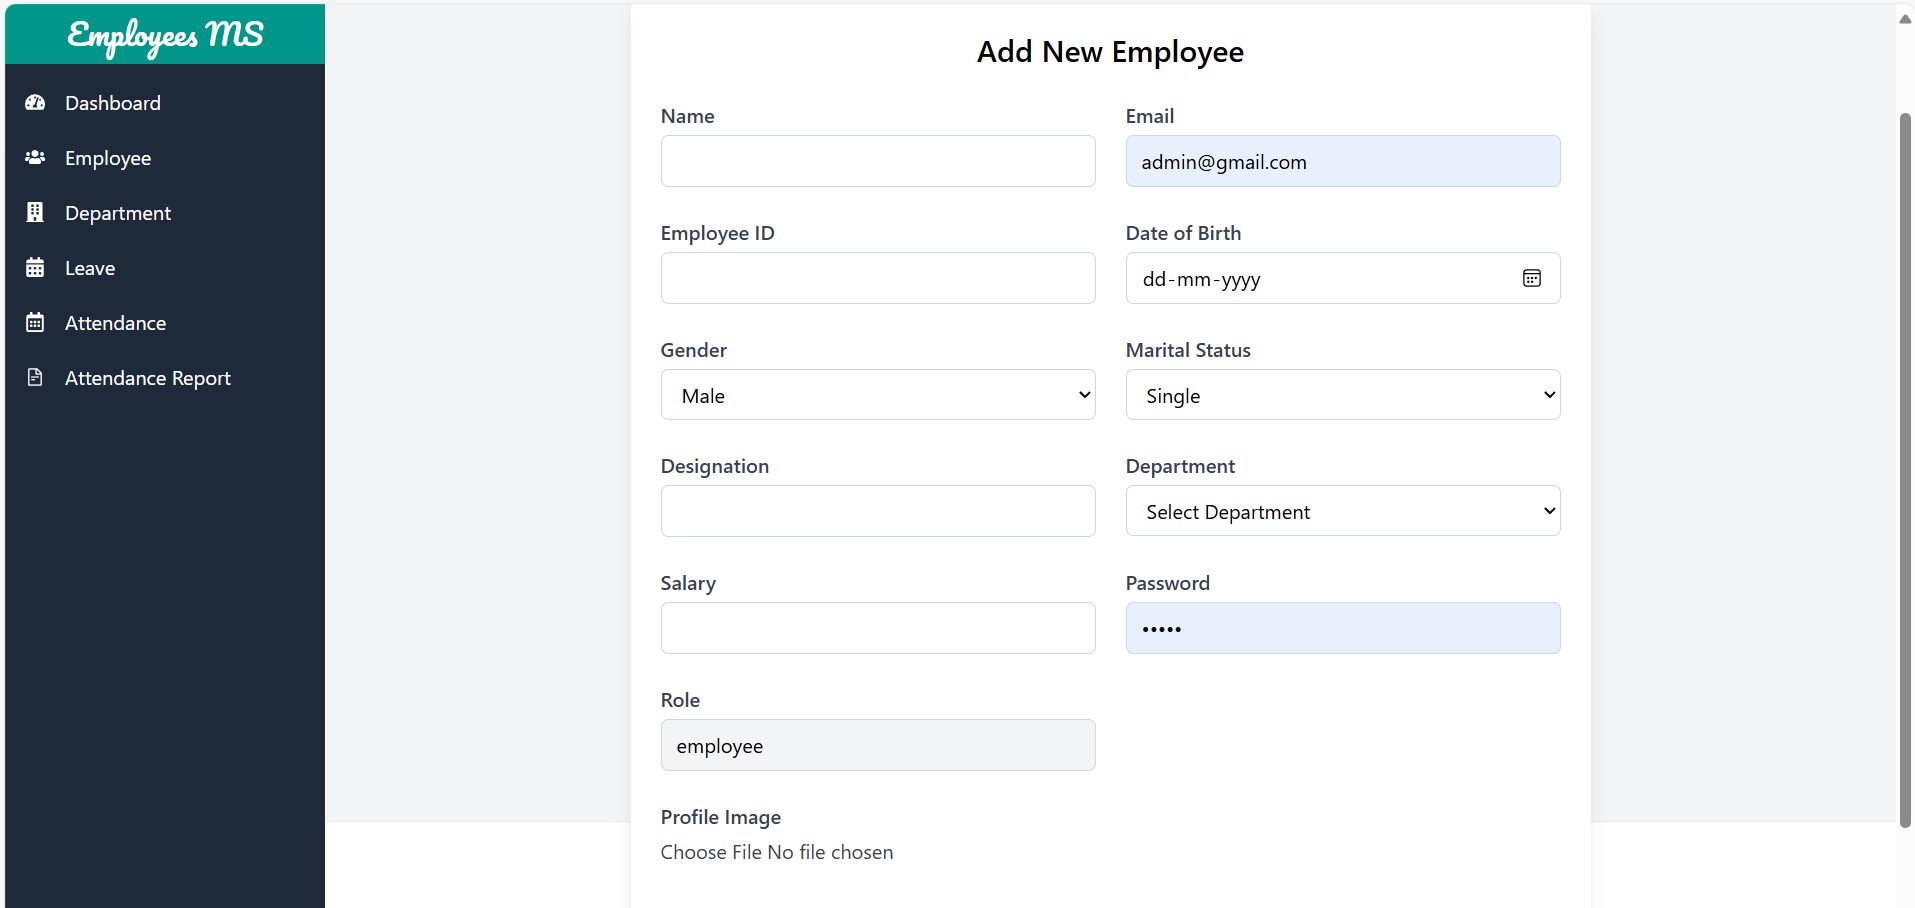 Employees MS
Dashboard
Employee
Department
Leave
Attendance
Attendance Report
Add New Employee
Name
Email
admin@gmail.com
Employee ID
Date of Birth
dd-mm-yyyy
Gender
Marital Status
Male
Single
Designation
Department
Select Department
Salary
Password
•••••
Role
employee
Profile Image
Choose File No file chosen